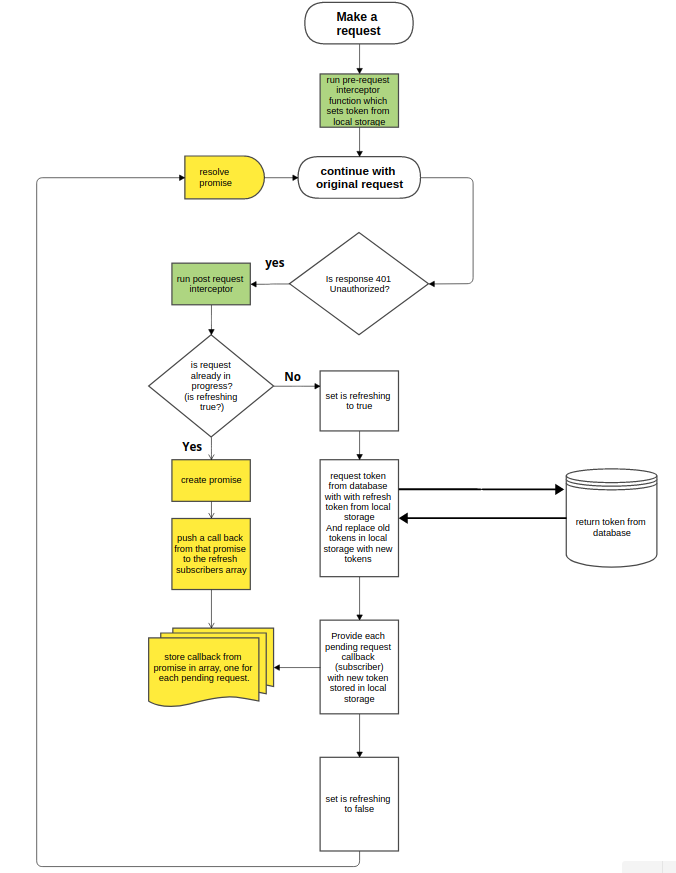 Make a
request
run pre-request
interceptor
function which
sets token from
local storage
resolve
promise
continue with
original request
yes
Is response 401
Unauthorized?
run post request
interceptor
is request
already in
progress?
(is refreshing
true?)
No
set is refreshing
to true
Yes
create promise
request token
from database
with with refresh
token from local
storage
And replace old
tokens in local
storage with new
tokens
return token from
database
push a call back
from that promise
to the refresh
subscribers array
store callback from
promise in array, one for
each pending request.
Provide each
pending request
callback
(subscriber)
with new token
stored in local
storage
set is refreshing
to false